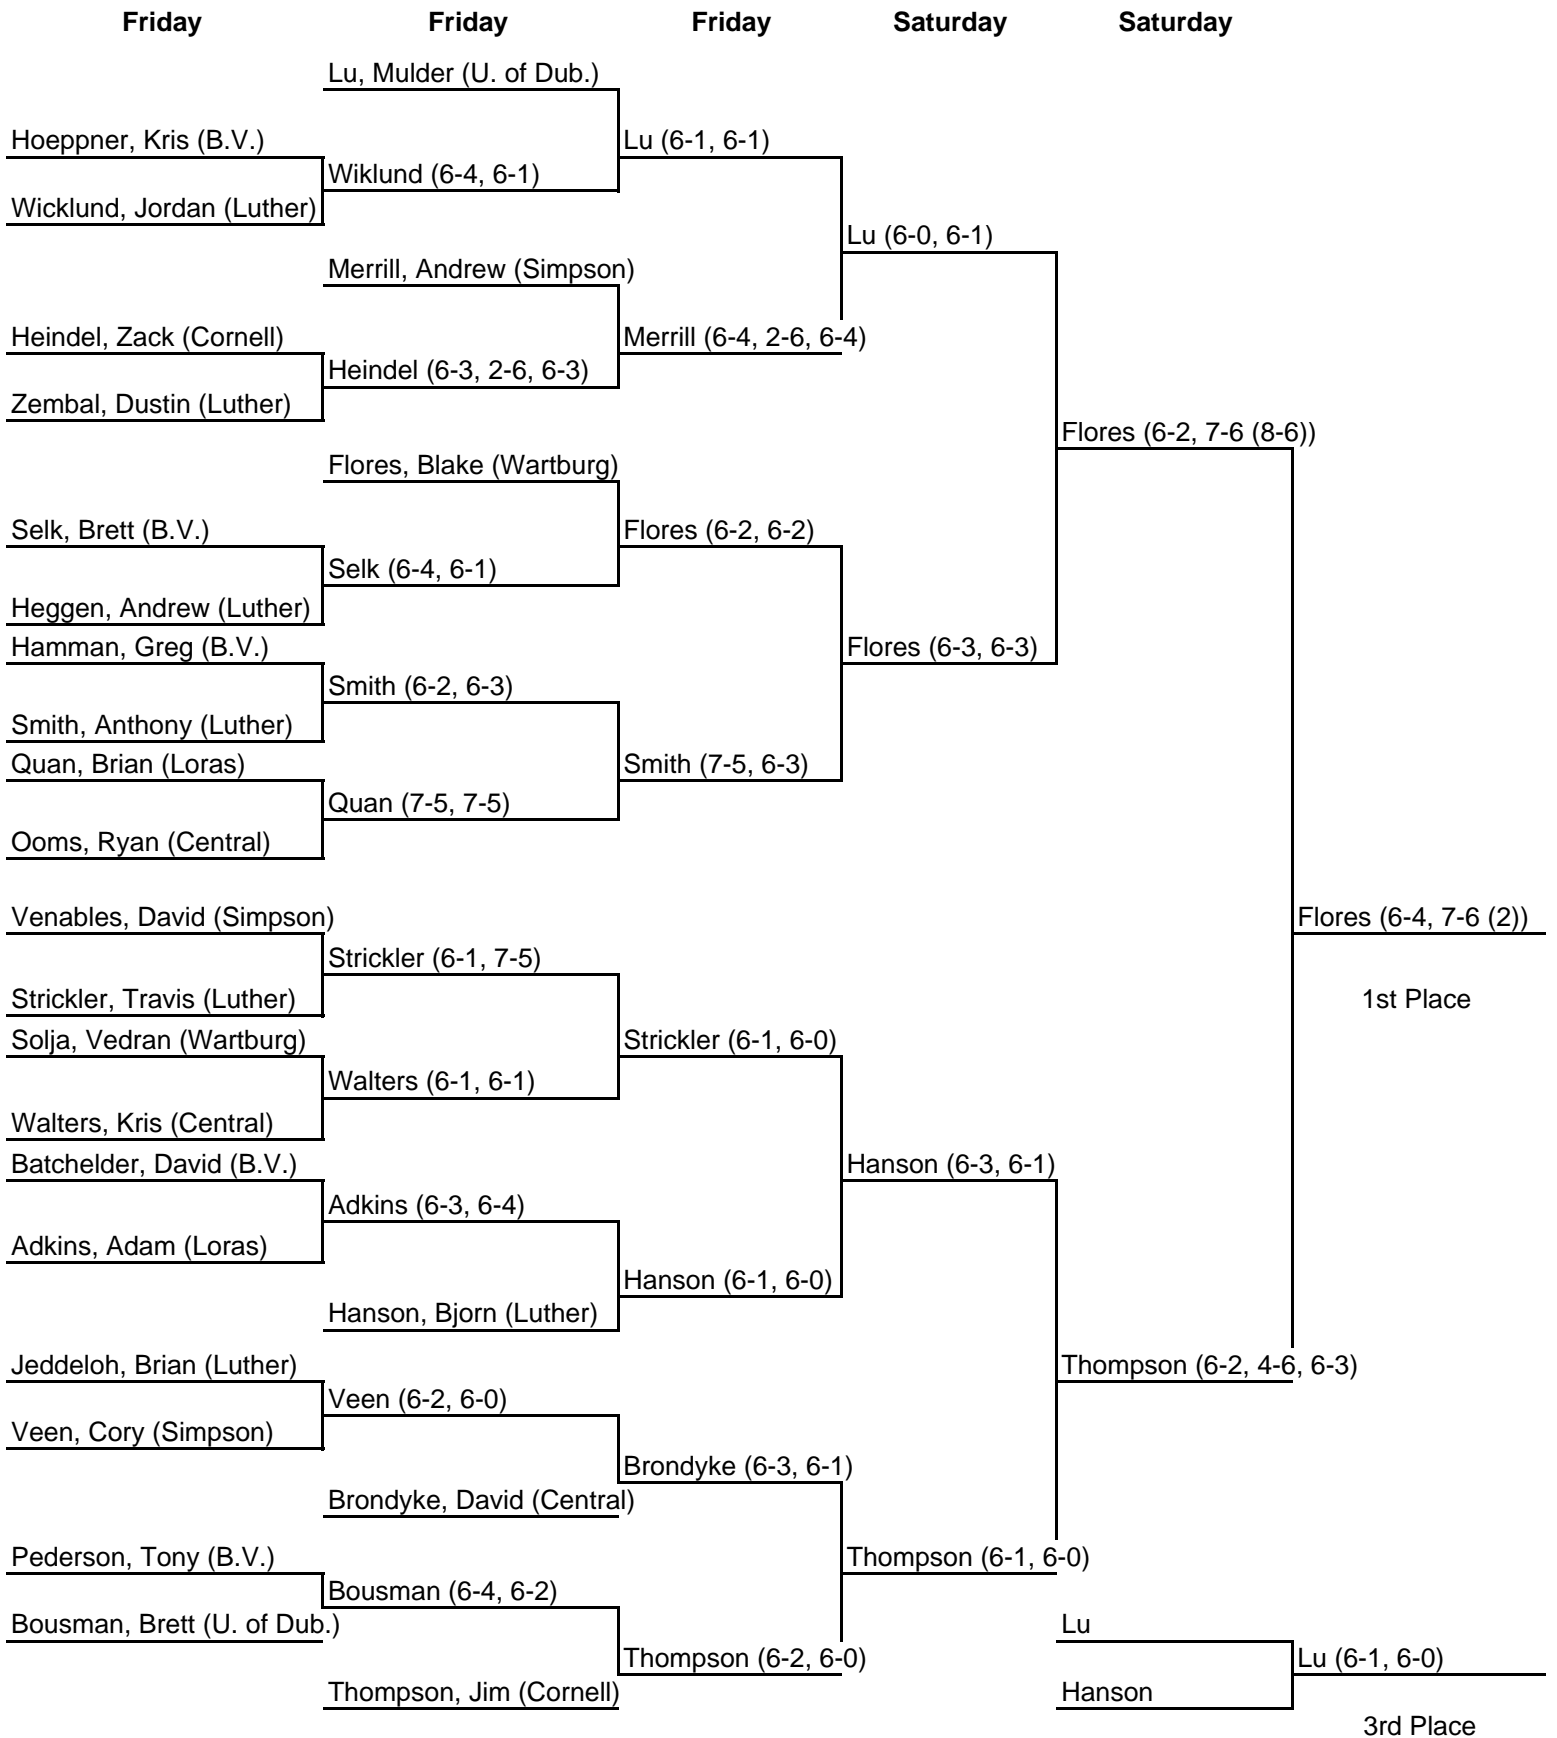 Friday Friday Friday Saturday Saturday
Lu, Mulder (U. of Dub.)
Hoeppner, Kris (B.V.) Lu (6-1, 6-1)
Wiklund (6-4, 6-1)
Wicklund, Jordan (Luther)
Lu (6-0, 6-1)
Merrill, Andrew (Simpson)
Heindel, Zack (Cornell) Merrill (6-4, 2-6, 6-4)
Heindel (6-3, 2-6, 6-3)
Zembal, Dustin (Luther)
Flores (6-2, 7-6 (8-6))
Flores, Blake (Wartburg)
Selk, Brett (B.V.) Flores (6-2, 6-2)
Selk (6-4, 6-1)
Heggen, Andrew (Luther)
Hamman, Greg (B.V.) Flores (6-3, 6-3)
Smith (6-2, 6-3)
Smith, Anthony (Luther)
Quan, Brian (Loras) Smith (7-5, 6-3)
Quan (7-5, 7-5)
Ooms, Ryan (Central)
Venables, David (Simpson) Flores (6-4, 7-6 (2))
Strickler (6-1, 7-5)
Strickler, Travis (Luther) 1st Place
Solja, Vedran (Wartburg) Strickler (6-1, 6-0)
Walters (6-1, 6-1)
Walters, Kris (Central)
Batchelder, David (B.V.) Hanson (6-3, 6-1)
Adkins (6-3, 6-4)
Adkins, Adam (Loras)
Hanson (6-1, 6-0)
Hanson, Bjorn (Luther)
Jeddeloh, Brian (Luther) Thompson (6-2, 4-6, 6-3)
Veen (6-2, 6-0)
Veen, Cory (Simpson)
Brondyke (6-3, 6-1)
Brondyke, David (Central)
Pederson, Tony (B.V.) Thompson (6-1, 6-0)
Bousman (6-4, 6-2)
Bousman, Brett (U. of Dub.) Lu
Thompson (6-2, 6-0) Lu (6-1, 6-0)
Thompson, Jim (Cornell) Hanson
3rd Place